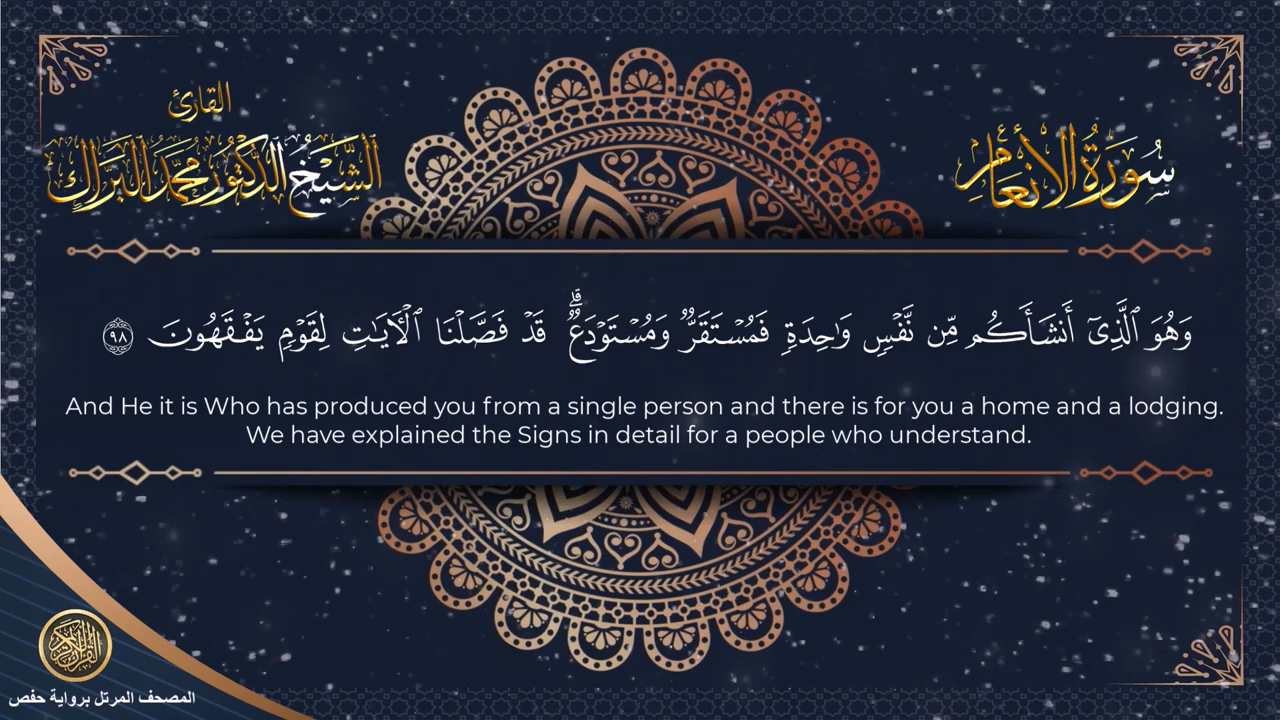 القارئ
الشيخ الدكتور محمد البراك
سورة الأنعام
وَهُوَ ٱلَّذِىٓ أَنشَأَكُم مِّن نَّفْسٍ وَٰحِدَةٍ فَمُسْتَقَرٌّ وَمُسْتَوْدَعٌ ۗ قَدْ فَصَّلْنَا ٱلْـَٔايَـٰتِ لِقَوْمٍ يَفْقَهُونَ ٩٨
And He it is Who has produced you from a single person and there is for you a home and a lodging.
We have explained the Signs in detail for a people who understand.
القرآن الكريم
المصحف المرتل برواية حفص